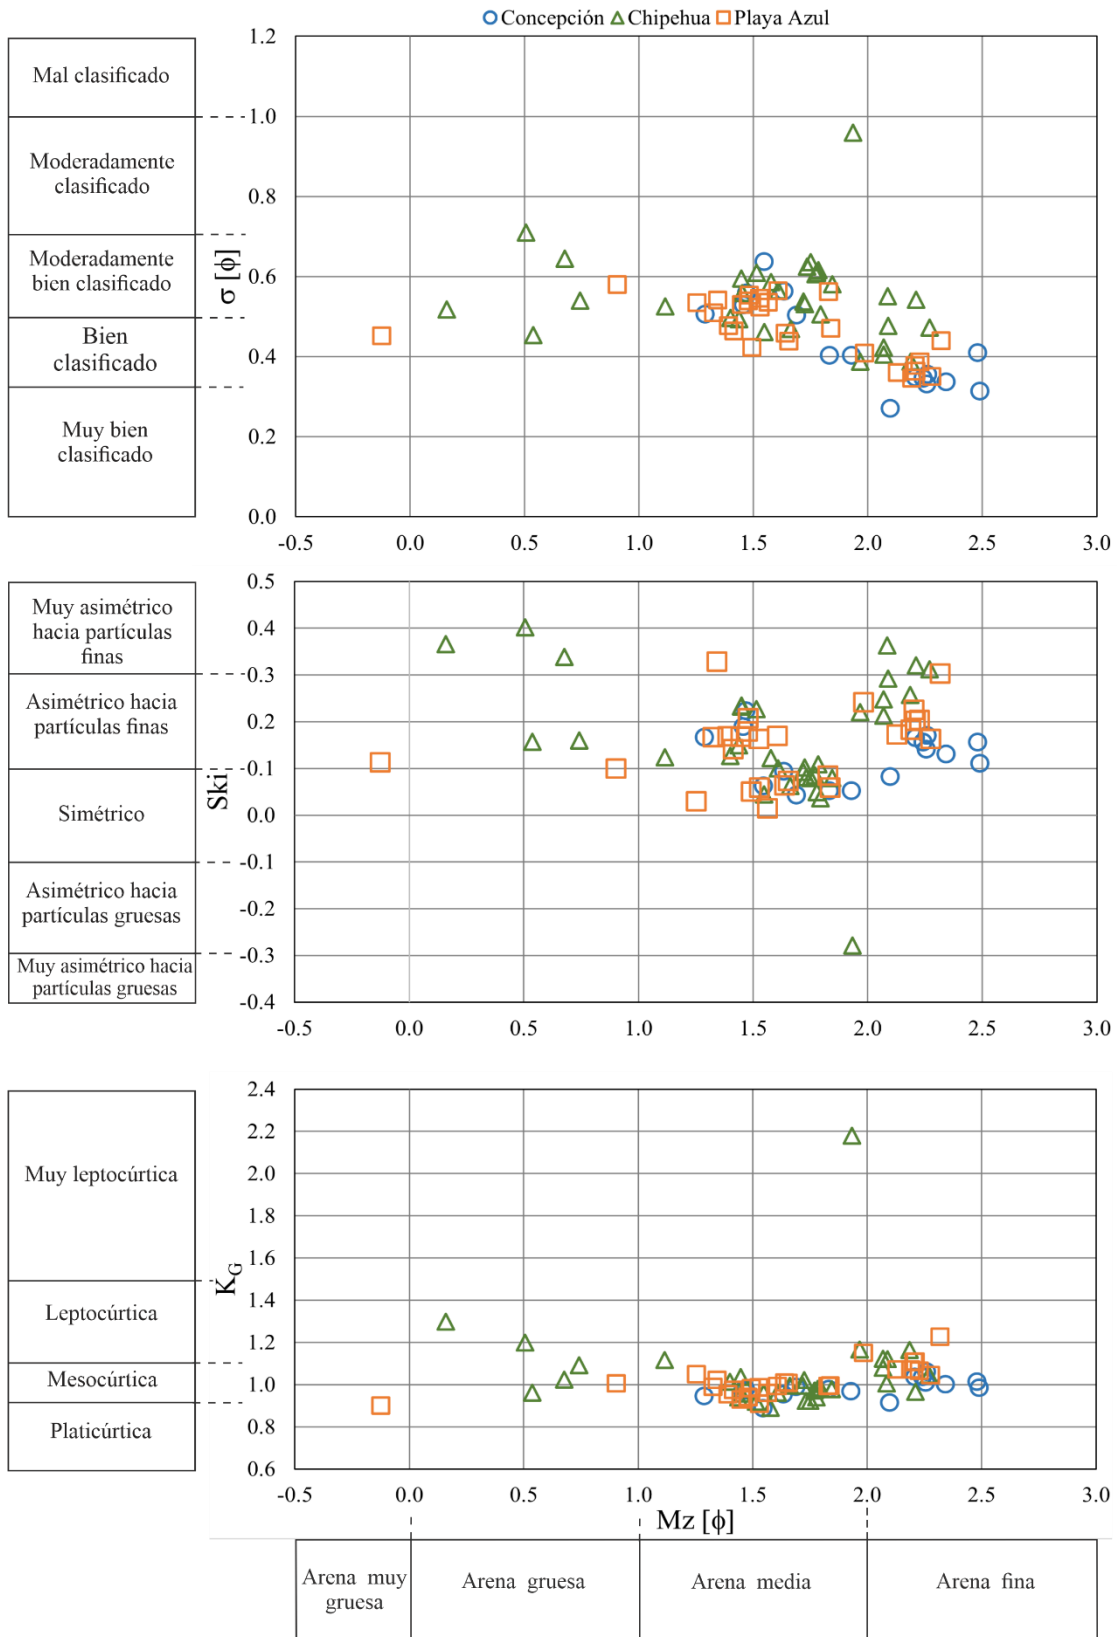 Concepción Chipehua Playa Azul
1.2
Mal clasificado
1.0
Moderadamente
clasificado
0.8
Moderadamente
bien clasificado
0.6
σ [ϕ]
Bien
clasificado
0.4
Muy bien
clasificado
0.2
0.0
-0.5 0.0 0.5 1.0 1.5 2.0 2.5 3.0
0.5
Muy asimétrico
hacia partículas
finas
0.4
0.3
Asimétrico hacia
partículas finas
0.2
0.1
Ski
Simétrico
0.0
-0.1
Asimétrico hacia
partículas gruesas
-0.2
-0.3
Muy asimétrico hacia
partículas gruesas
-0.4
-0.5 0.0 0.5 1.0 1.5 2.0 2.5 3.0
2.4
2.2
Muy leptocúrtica
2.0
1.8
1.6
K_G
1.4
Leptocúrtica
1.2
Mesocúrtica
1.0
Platicúrtica
0.8
0.6
-0.5 0.0 0.5 1.0 1.5 2.0 2.5 3.0
Mz [ϕ]
Arena muy
gruesa
Arena gruesa
Arena media
Arena fina